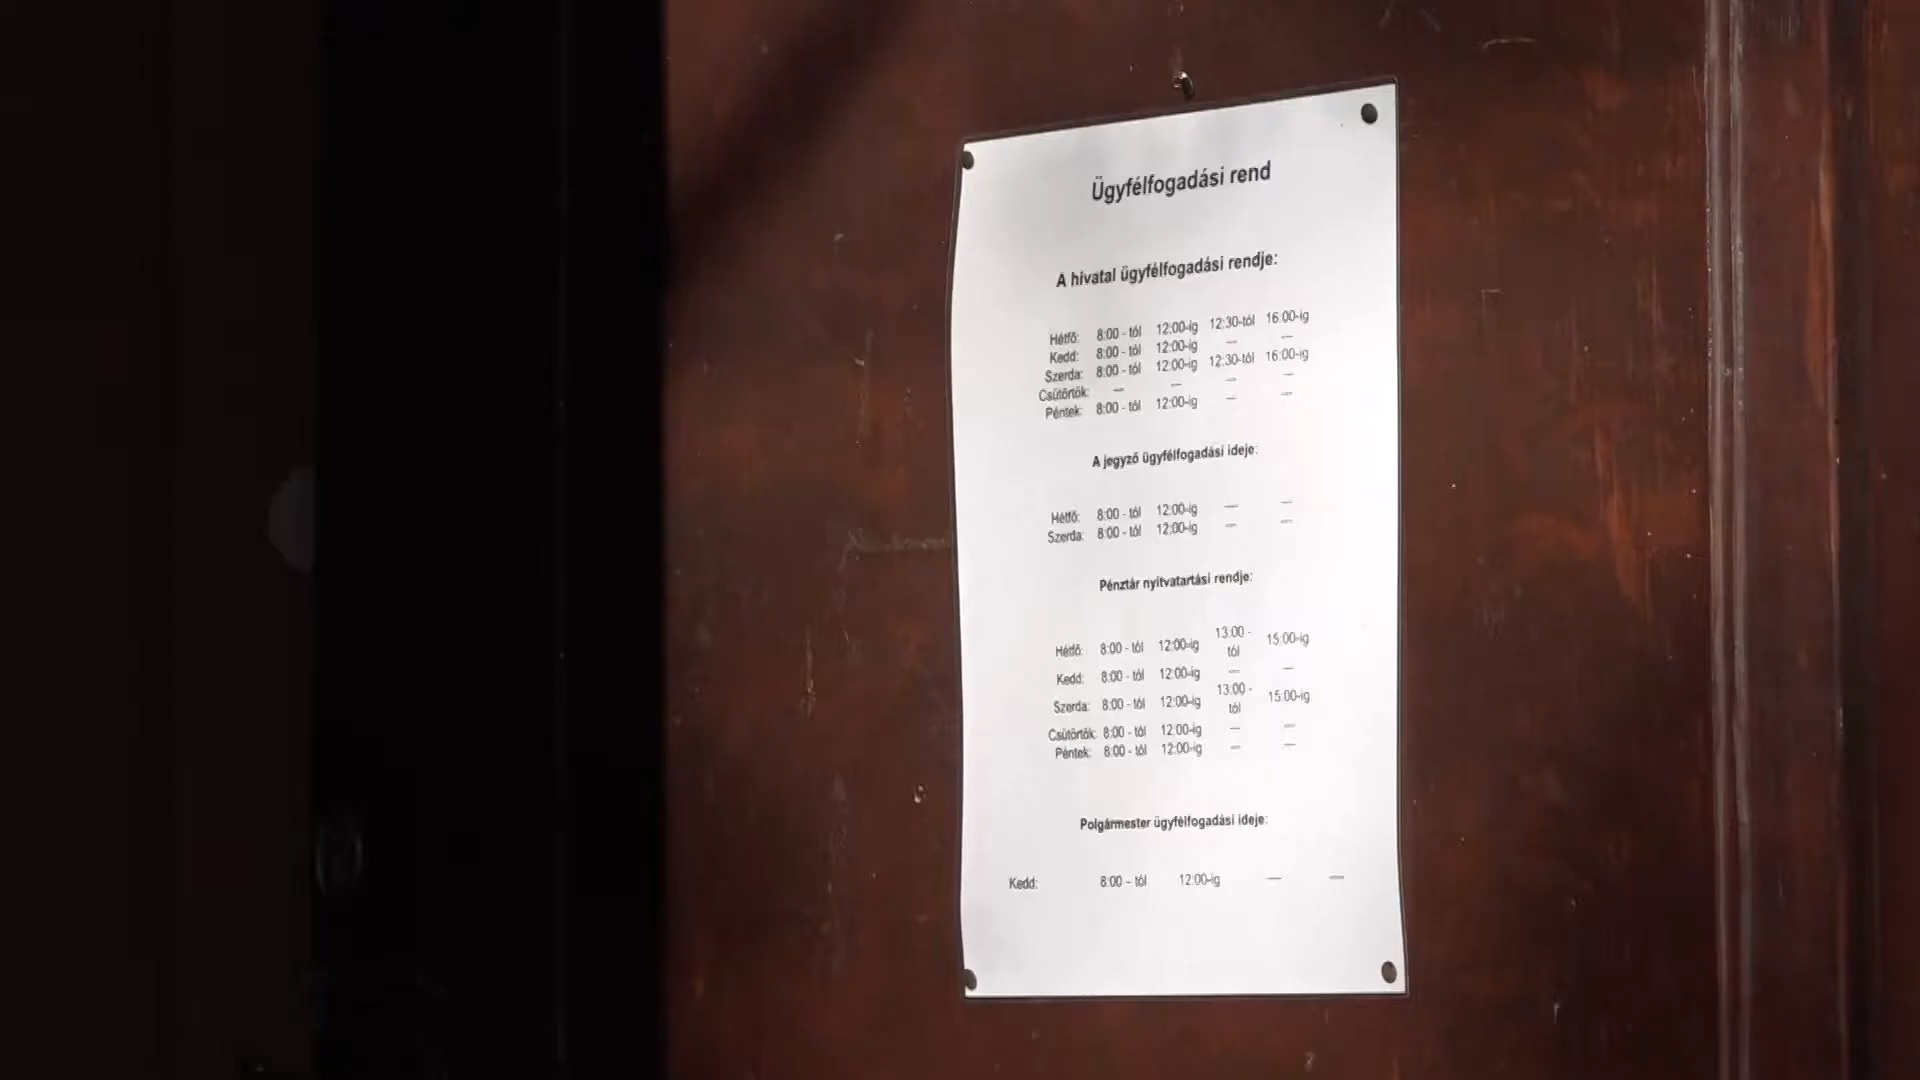 Ügyfélfogadási rend
A hivatal ügyfélfogadási rendje:
Hétfő: 8:00 - tól 12:00-ig 12:30-tól 16:00-ig
Kedd: 8:00 - tól 12:00-ig — —
Szerda: 8:00 - tól 12:00-ig 12:30-tól 16:00-ig
Csütörtök: — — — —
Péntek: 8:00 - tól 12:00-ig — —
A jegyző ügyfélfogadási ideje:
Hétfő: 8:00 - tól 12:00-ig — —
Szerda: 8:00 - tól 12:00-ig — —
Pénztár nyitvatartási rendje:
Hétfő: 8:00 - tól 12:00-ig 13:00 - tól 15:00-ig
Kedd: 8:00 - tól 12:00-ig — —
Szerda: 8:00 - tól 12:00-ig 13:00 - tól 15:00-ig
Csütörtök: 8:00 - tól 12:00-ig — —
Péntek: 8:00 - tól 12:00-ig — —
Polgármester ügyfélfogadási ideje:
Kedd: 8:00 - tól 12:00-ig — —